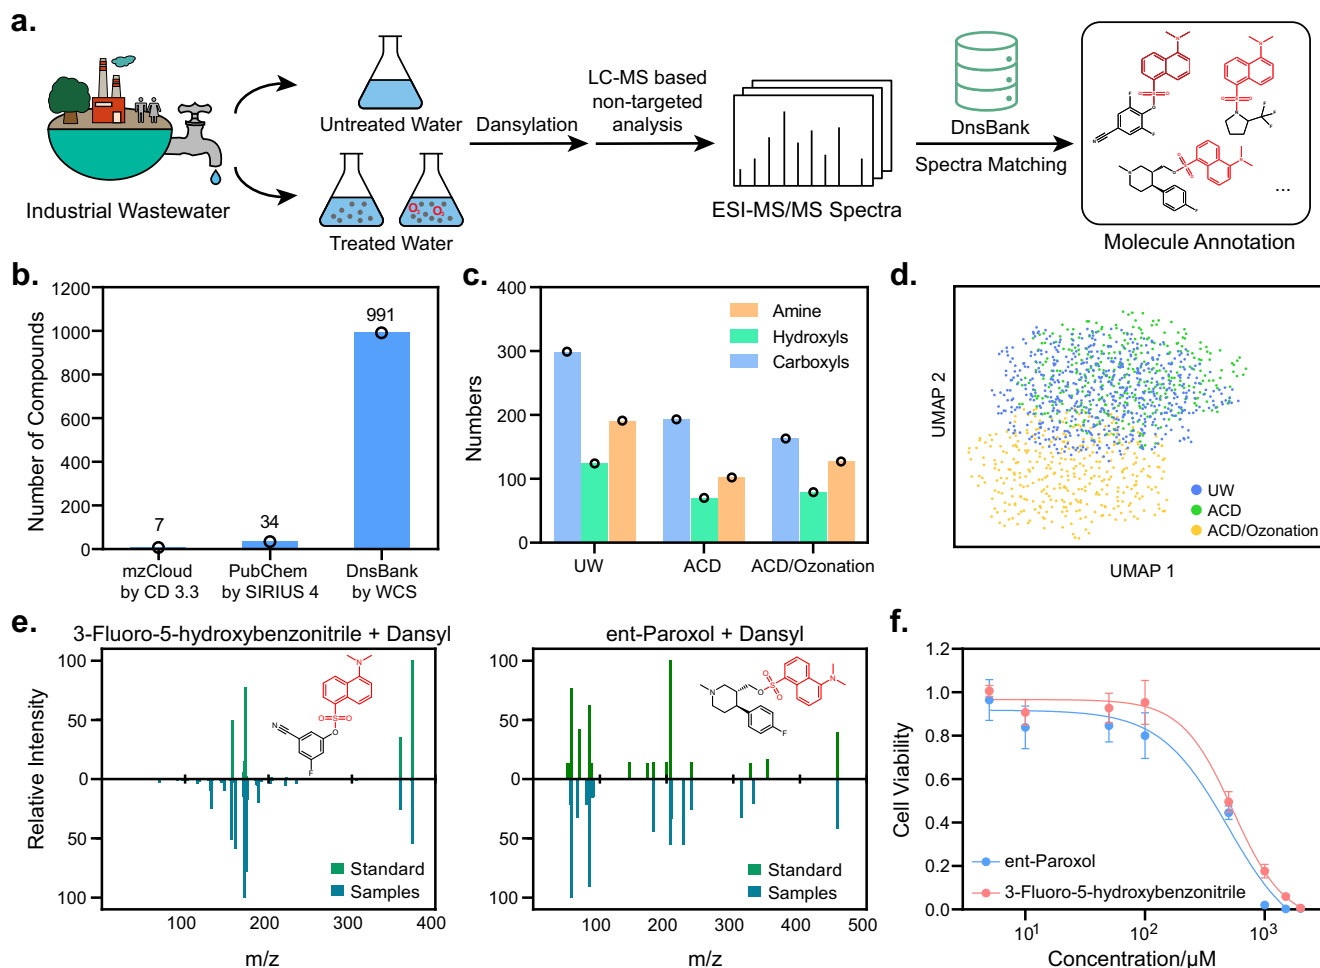 a.
Industrial Wastewater
Untreated Water
O3
O3
Treated Water
Dansylation
LC-MS based
non-targeted
analysis
ESI-MS/MS Spectra
DnsBank
Spectra Matching
...
Molecule Annotation
b.
Number of Compounds
1200
1000
800
600
400
200
0
7
34
991
mzCloud
by CD 3.3
PubChem
by SIRIUS 4
DnsBank
by WCS
c.
Numbers
400
300
200
100
0
Amine
Hydroxyls
Carboxyls
UW
ACD
ACD/Ozonation
d.
UMAP 2
UW
ACD
ACD/Ozonation
UMAP 1
e.
3-Fluoro-5-hydroxybenzonitrile + Dansyl
Relative Intensity
100
50
0
50
100
Standard
Samples
100
200
300
400
m/z
ent-Paroxol + Dansyl
100
50
0
50
100
Standard
Samples
100
200
300
400
500
m/z
f.
Cell Viability
1.2
1.0
0.8
0.6
0.4
0.2
0.0
ent-Paroxol
3-Fluoro-5-hydroxybenzonitrile
10¹
10²
10³
Concentration/µM